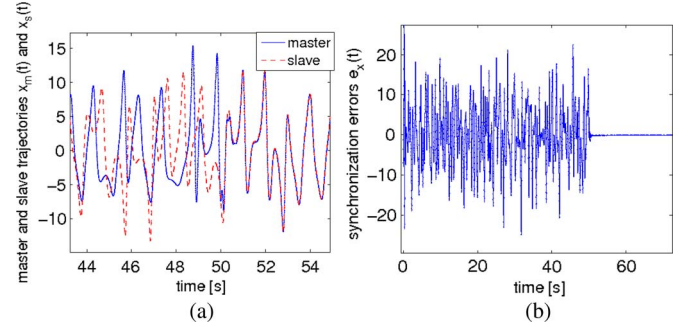 master and slave trajectories x_m(t) and x_s(t)
15
10
5
0
−5
−10
master
slave
44 46 48 50 52 54
time [s]
(a)
synchronization errors e_x(t)
20
10
0
−10
−20
0 20 40 60
time [s]
(b)